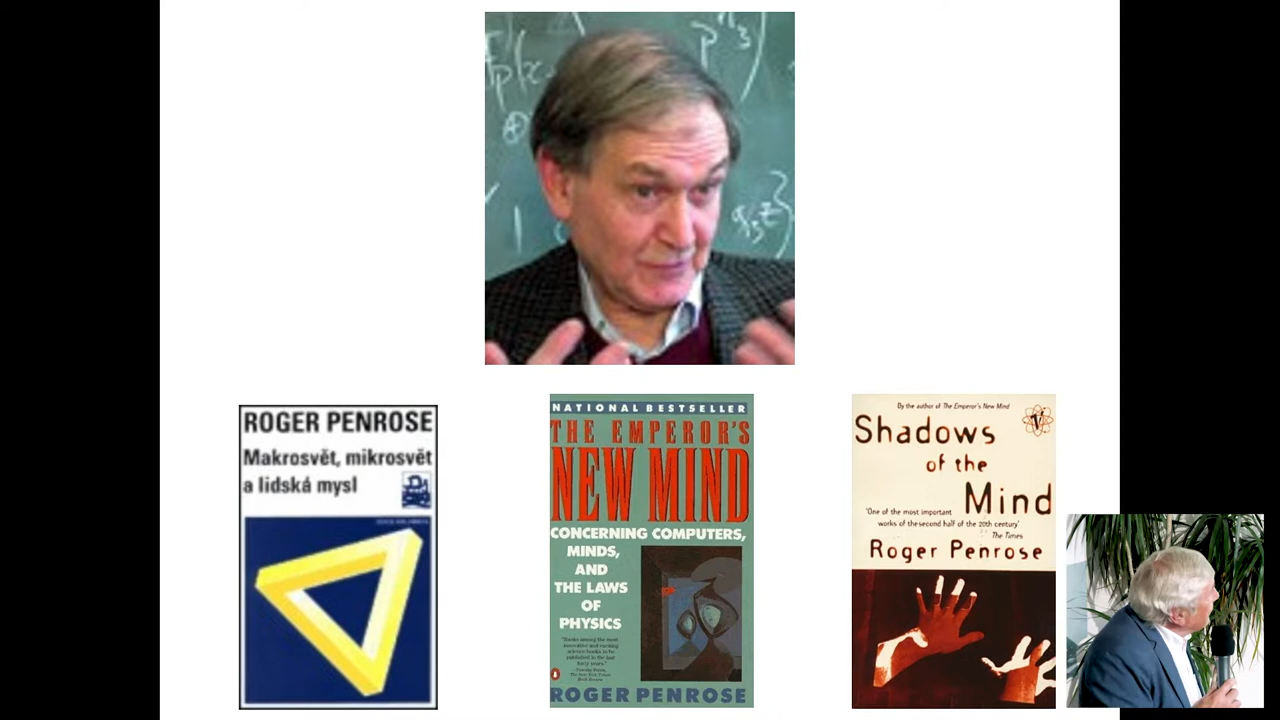 p
ROGER PENROSE
Makrosvět, mikrosvět
a lidská mysl
NATIONAL BESTSELLER
THE EMPEROR'S
NEW MIND
CONCERNING COMPUTERS,
MINDS,
AND
THE LAWS
OF
PHYSICS
ROGER PENROSE
By the author of The Emperor's New Mind
V
Shadows
of the
Mind
'One of the most important
works of the second half of the 20th century'
The Times
Roger Penrose